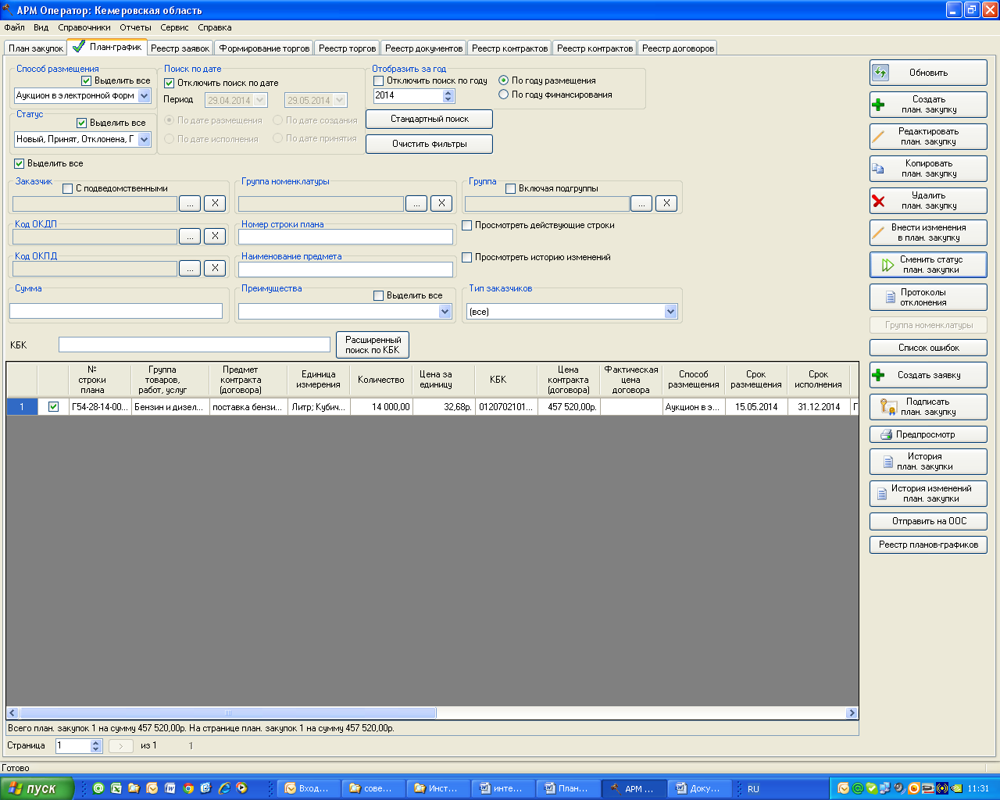 АРМ Оператор: Кемеровская область
Файл Вид Справочники Отчеты Сервис Справка
План закупок План-график Реестр заявок Формирование торгов Реестр торгов Реестр документов Реестр контрактов Реестр контрактов Реестр договоров
Способ размещения
Выделить все
Аукцион в электронной форм
Статус
Выделить все
Новый, Принят, Отклонена, Г
Выделить все
Поиск по дате
Отключить поиск по дате
Период 29.04.2014 29.05.2014
По дате размещения По дате создания
По дате исполнения По дате принятия
Отобразить за год
Отключить поиск по году По году размещения
2014 По году финансирования
Стандартный поиск
Очистить фильтры
Заказчик С подведомственными
... X
Группа номенклатуры
... X
Группа Включая подгруппы
... X
Код ОКДП
... X
Номер строки плана
Просмотреть действующие строки
Код ОКПД
... X
Наименование предмета
Просмотреть историю изменений
Сумма
Преимущества Выделить все
Тип заказчиков
(все)
КБК
Расширенный
поиск по КБК
№
строки
плана
Группа
товаров,
работ, услуг
Предмет
контракта
(договора)
Единица
измерения
Количество
Цена за
единицу
КБК
Цена
контракта
(договора)
Фактическая
цена
договора
Способ
размещения
Срок
размещения
Срок
исполнения
1 Г54-28-14-00... Бензин и дизел... поставка бензи... Литр; Кубич... 14 000,00 32,68р. 0120702101... 457 520,00р. Аукцион в э... 15.05.2014 31.12.2014 Г
Всего план. закупок 1 на сумму 457 520,00р. На странице план. закупок 1 на сумму 457 520,00р.
Страница 1 > из 1 1
Готово
Обновить
Создать
план. закупку
Редактировать
план. закупку
Копировать
план. закупку
Удалить
план. закупку
Внести изменения
в план. закупку
Сменить статус
план. закупки
Протоколы
отклонения
Группа номенклатуры
Список ошибок
Создать заявку
Подписать
план. закупку
Предпросмотр
История
план. закупки
История изменений
план. закупки
Отправить на ООС
Реестр планов-графиков
пуск Вход... сове... Инст... инте... План... АРМ ... Доку... RU 11:31